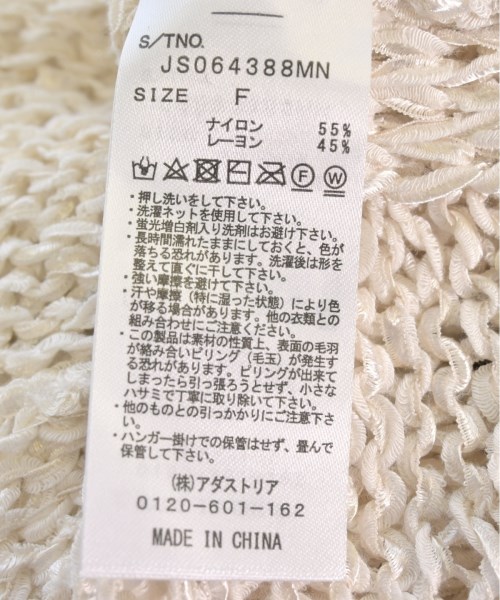 S/TNO.
JS064388MN
SIZE F
ナイロン 55%
レーヨン 45%
F W
・押し洗いをして下さい。
・洗濯ネットを使用して下さい。
・蛍光増白剤入り洗剤はお避け下さい。
・長時間濡れたままにしておくと、色が
落ちる恐れがあります。洗濯後は形を
整えて直ぐに干して下さい。
・強い摩擦を避けて下さい。
・汗や摩擦（特に湿った状態）により色
が移る場合があります。他の衣類との
組み合わせにご注意ください。
・この製品は素材の性質上、表面の毛羽
が絡み合いピリング（毛玉）が発生す
る恐れがあります。ピリングが出来て
しまったら引っ張ろうとせず、小さな
ハサミで丁寧に取り除いて下さい。
・他のものとの引っかかりにご注意下さ
い。
・ハンガー掛けでの保管はせず、畳んで
保管して下さい。
(株)アダストリア
0120-601-162
MADE IN CHINA